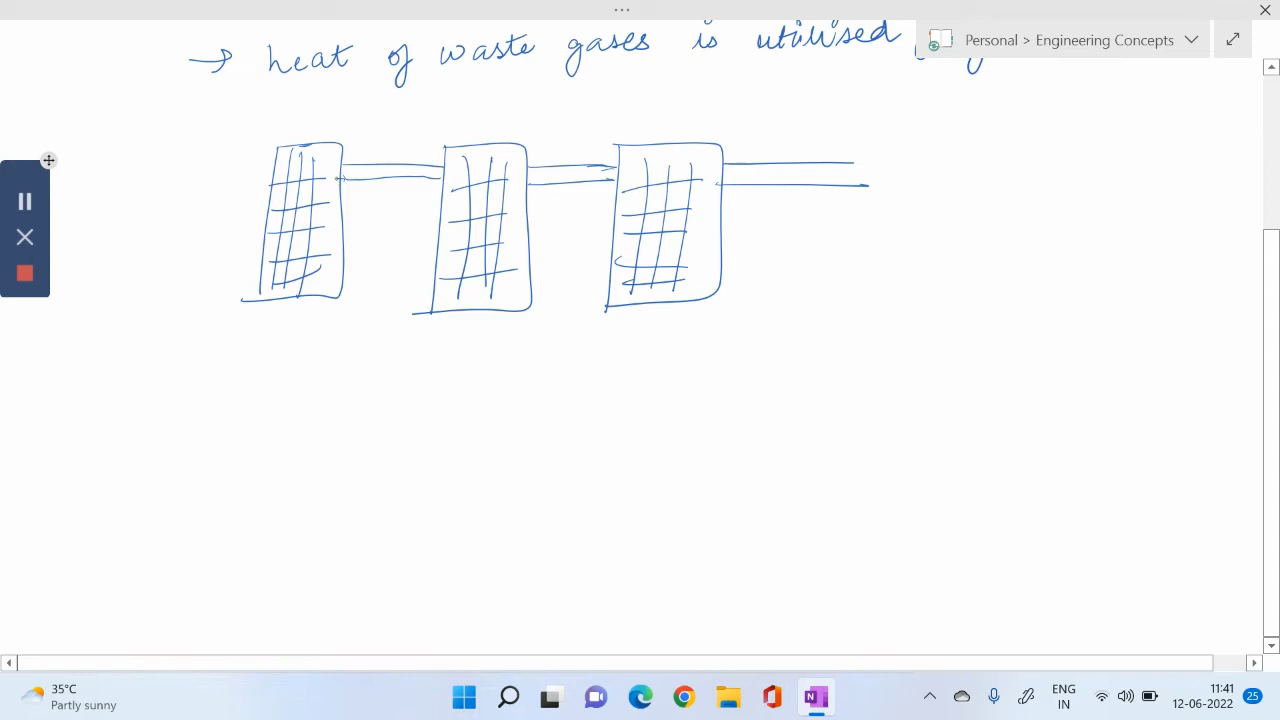 → heat of waste gases is utilised
Personal > Engineering Concepts
35°C
Partly sunny
ENG
IN
11:41
12-06-2022
25